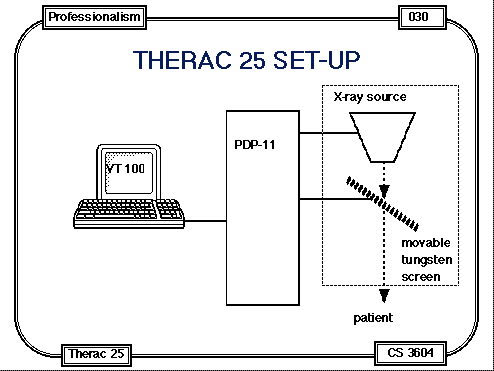 Professionalism
030
THERAC 25 SET-UP
X-ray source
PDP-11
VT 100
movable
tungsten
screen
patient
Therac 25
CS 3604